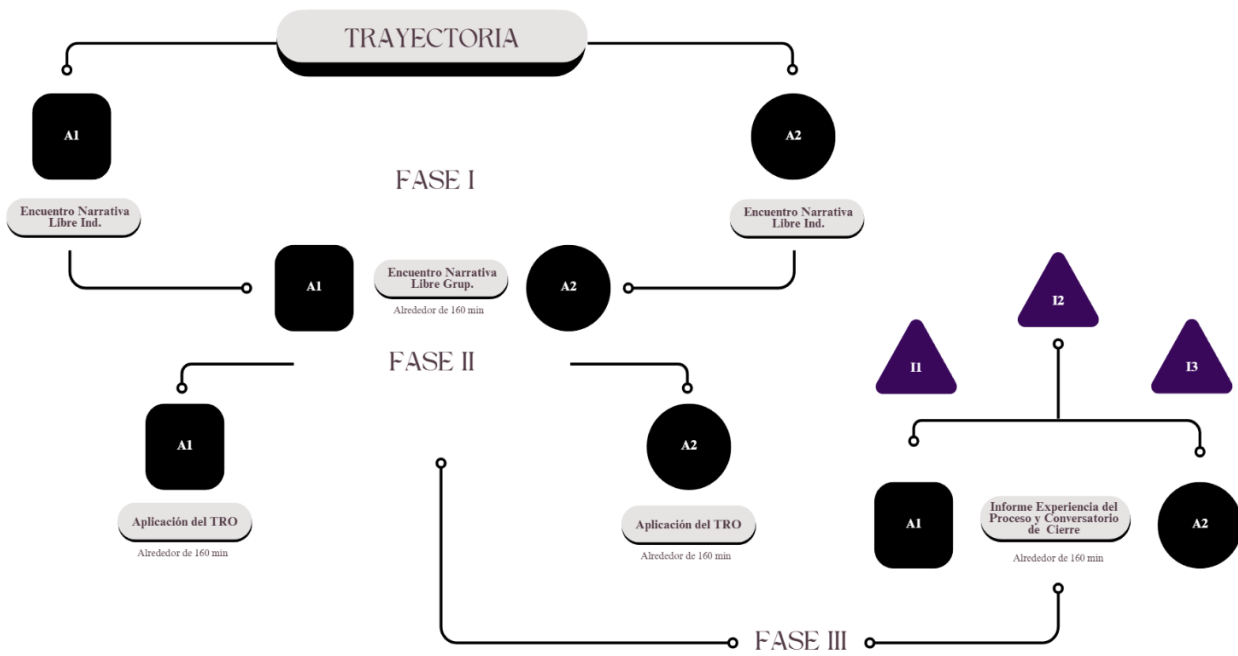 TRAYECTORIA
A1
A2
FASE I
Encuentro Narrativa
Libre Ind.
Encuentro Narrativa
Libre Ind.
A1
Encuentro Narrativa
Libre Grup.
Alrededor de 160 min
A2
FASE II
A1
Aplicación del TRO
Alrededor de 160 min
A2
Aplicación del TRO
Alrededor de 160 min
I1
I2
I3
A1
Informe Experiencia del
Proceso y Conversatorio
de Cierre
Alrededor de 160 min
A2
FASE III